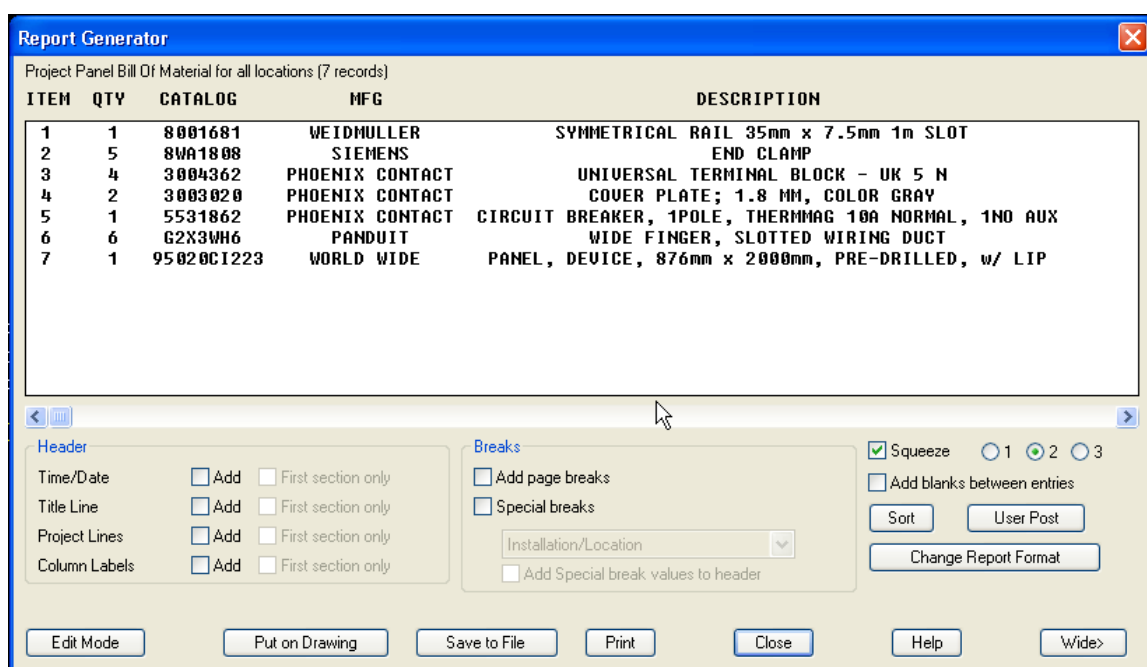 Report Generator
Project Panel Bill Of Material for all locations (7 records)
ITEM QTY CATALOG MFG DESCRIPTION
1 1 8001681 WEIDMULLER SYMMETRICAL RAIL 35mm x 7.5mm 1m SLOT
2 5 8WA1808 SIEMENS END CLAMP
3 4 3004362 PHOENIX CONTACT UNIVERSAL TERMINAL BLOCK - UK 5 N
4 2 3003020 PHOENIX CONTACT COVER PLATE; 1.8 MM, COLOR GRAY
5 1 5531862 PHOENIX CONTACT CIRCUIT BREAKER, 1POLE, THERMMAG 10A NORMAL, 1NO AUX
6 6 G2X3WH6 PANDUIT WIDE FINGER, SLOTTED WIRING DUCT
7 1 95020CI223 WORLD WIDE PANEL, DEVICE, 876mm x 2000mm, PRE-DRILLED, w/ LIP
Header
Time/Date Add First section only
Title Line Add First section only
Project Lines Add First section only
Column Labels Add First section only
Breaks
Add page breaks
Special breaks
Installation/Location
Add Special break values to header
Squeeze 1 2 3
Add blanks between entries
Sort User Post
Change Report Format
Edit Mode Put on Drawing Save to File Print Close Help Wide>